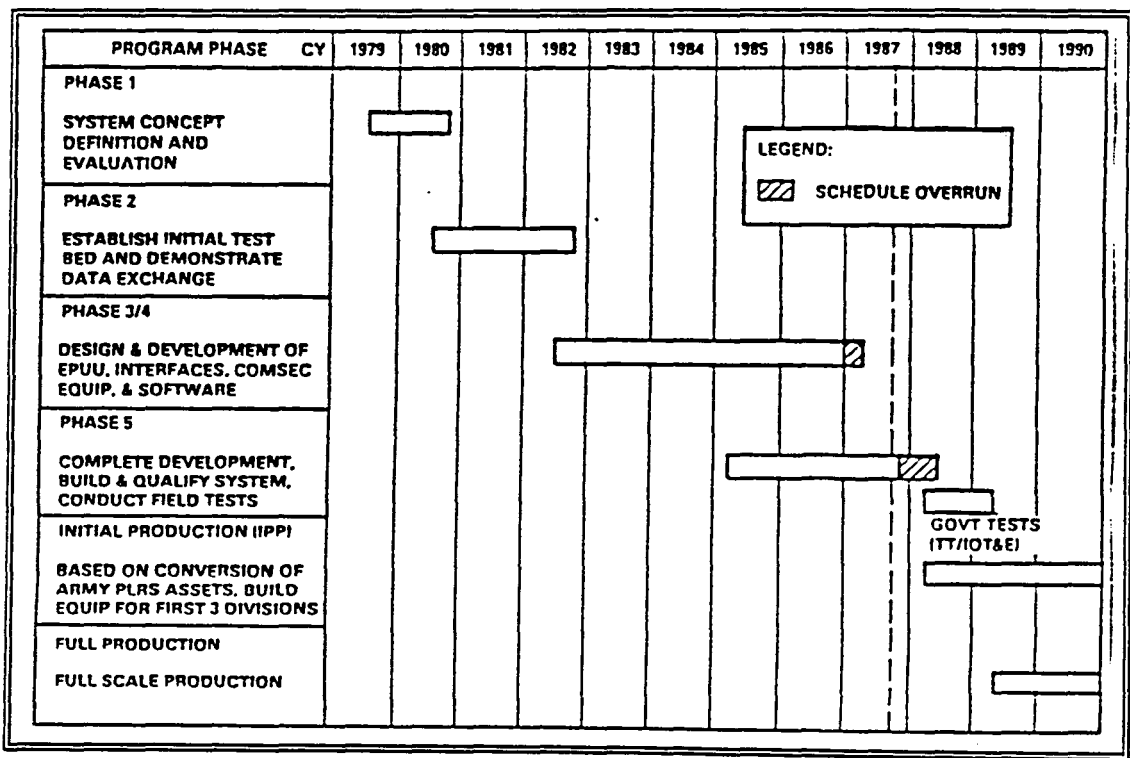 PROGRAM PHASE CY 1979 1980 1981 1982 1983 1984 1985 1986 1987 1988 1989 1990
PHASE 1
SYSTEM CONCEPT
DEFINITION AND
EVALUATION
LEGEND:
SCHEDULE OVERRUN
PHASE 2
ESTABLISH INITIAL TEST
BED AND DEMONSTRATE
DATA EXCHANGE
PHASE 3/4
DESIGN & DEVELOPMENT OF
EPUU, INTERFACES, COMSEC
EQUIP, & SOFTWARE
PHASE 5
COMPLETE DEVELOPMENT,
BUILD & QUALIFY SYSTEM,
CONDUCT FIELD TESTS
GOVT TESTS
(TT/IOT&E)
INITIAL PRODUCTION (IPP)
BASED ON CONVERSION OF
ARMY PLRS ASSETS, BUILD
EQUIP FOR FIRST 3 DIVISIONS
FULL PRODUCTION
FULL SCALE PRODUCTION